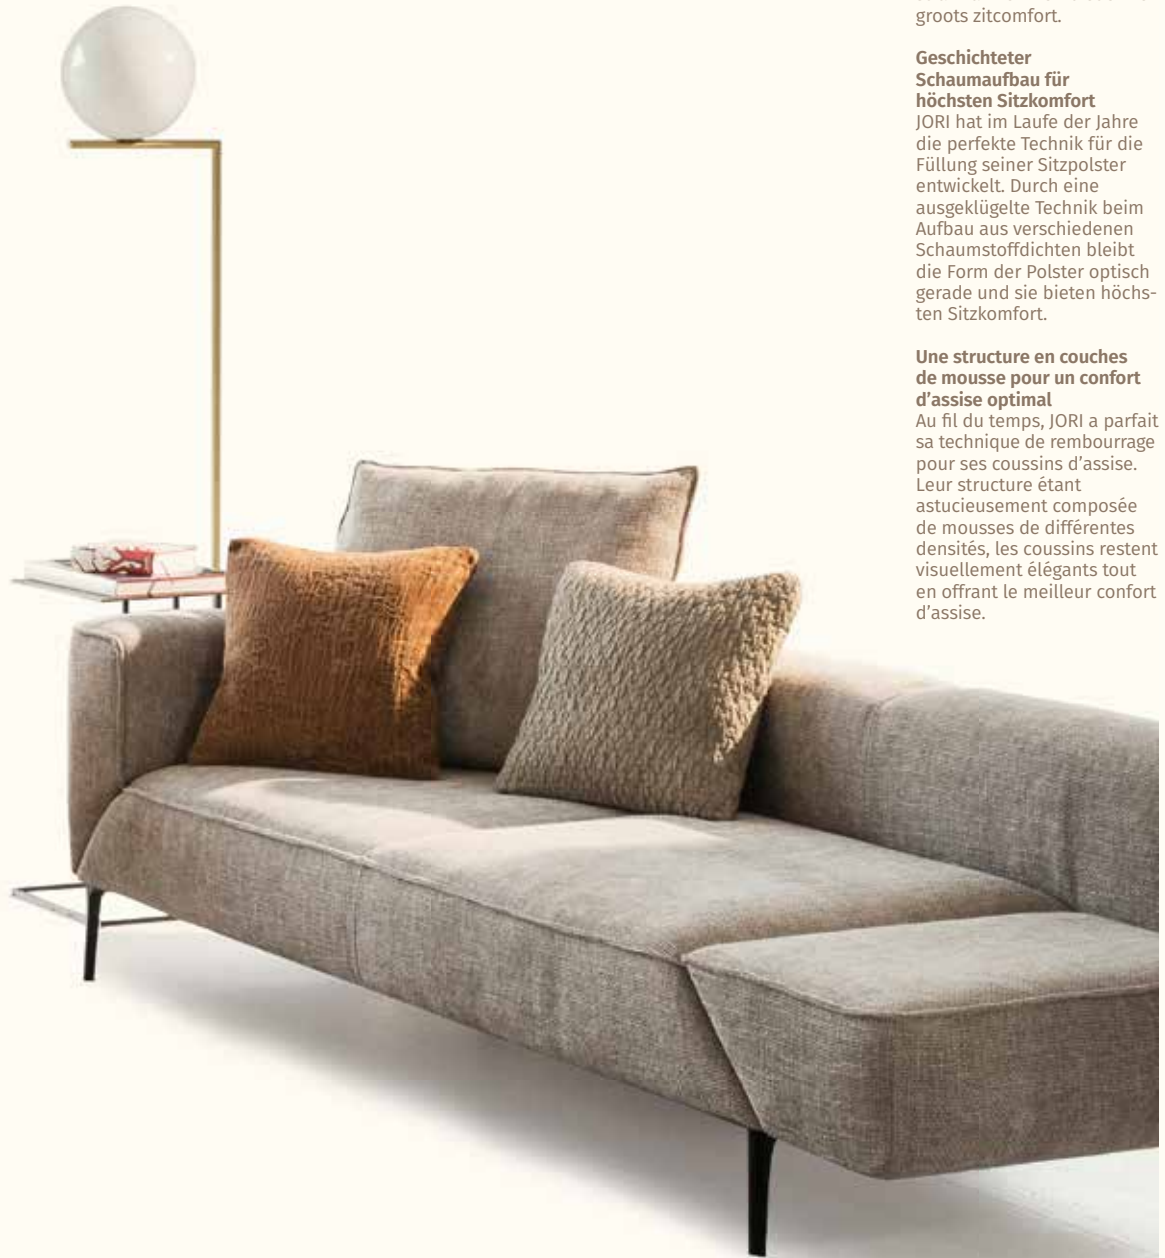 groots zitcomfort.
Geschichteter
Schaumaufbau für
höchsten Sitzkomfort
JORI hat im Laufe der Jahre
die perfekte Technik für die
Füllung seiner Sitzpolster
entwickelt. Durch eine
ausgeklügelte Technik beim
Aufbau aus verschiedenen
Schaumstoffdichten bleibt
die Form der Polster optisch
gerade und sie bieten höchs-
ten Sitzkomfort.
Une structure en couches
de mousse pour un confort
d'assise optimal
Au fil du temps, JORI a parfait
sa technique de rembourrage
pour ses coussins d'assise.
Leur structure étant
astucieusement composée
de mousses de différentes
densités, les coussins restent
visuellement élégants tout
en offrant le meilleur confort
d'assise.